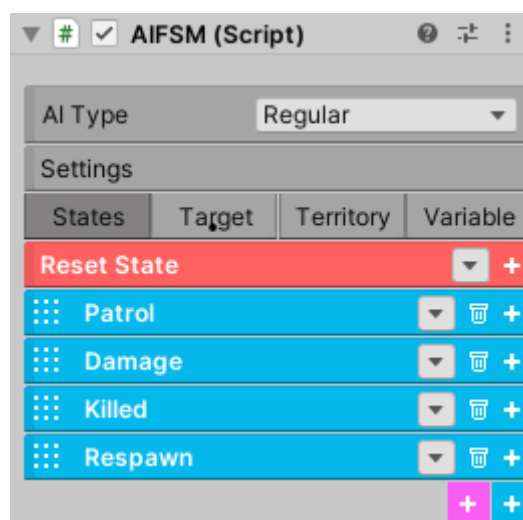 AIFSM (Script)
AI Type Regular
Settings
States Target Territory Variable
Reset State
Patrol
Damage
Killed
Respawn